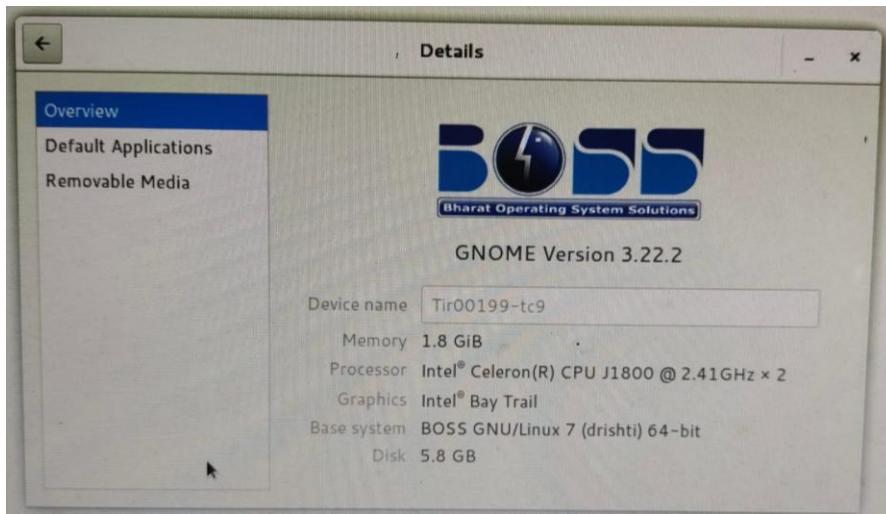 Details
Overview
Default Applications
Removable Media
BOSS
Bharat Operating System Solutions
GNOME Version 3.22.2
Device name Tir00199-tc9
Memory 1.8 GiB
Processor Intel® Celeron(R) CPU J1800 @ 2.41GHz × 2
Graphics Intel® Bay Trail
Base system BOSS GNU/Linux 7 (drishti) 64-bit
Disk 5.8 GB